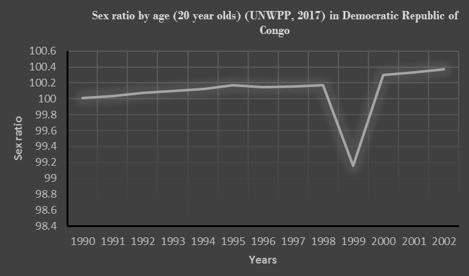 Sex ratio by age (20 year olds) (UNWPP, 2017) in Democratic Republic of
Congo
100.6
100.4
100.2
100
99.8
99.6
99.4
99.2
99
98.8
98.6
98.4
Sex ratio
1990 1991 1992 1993 1994 1995 1996 1997 1998 1999 2000 2001 2002
Years